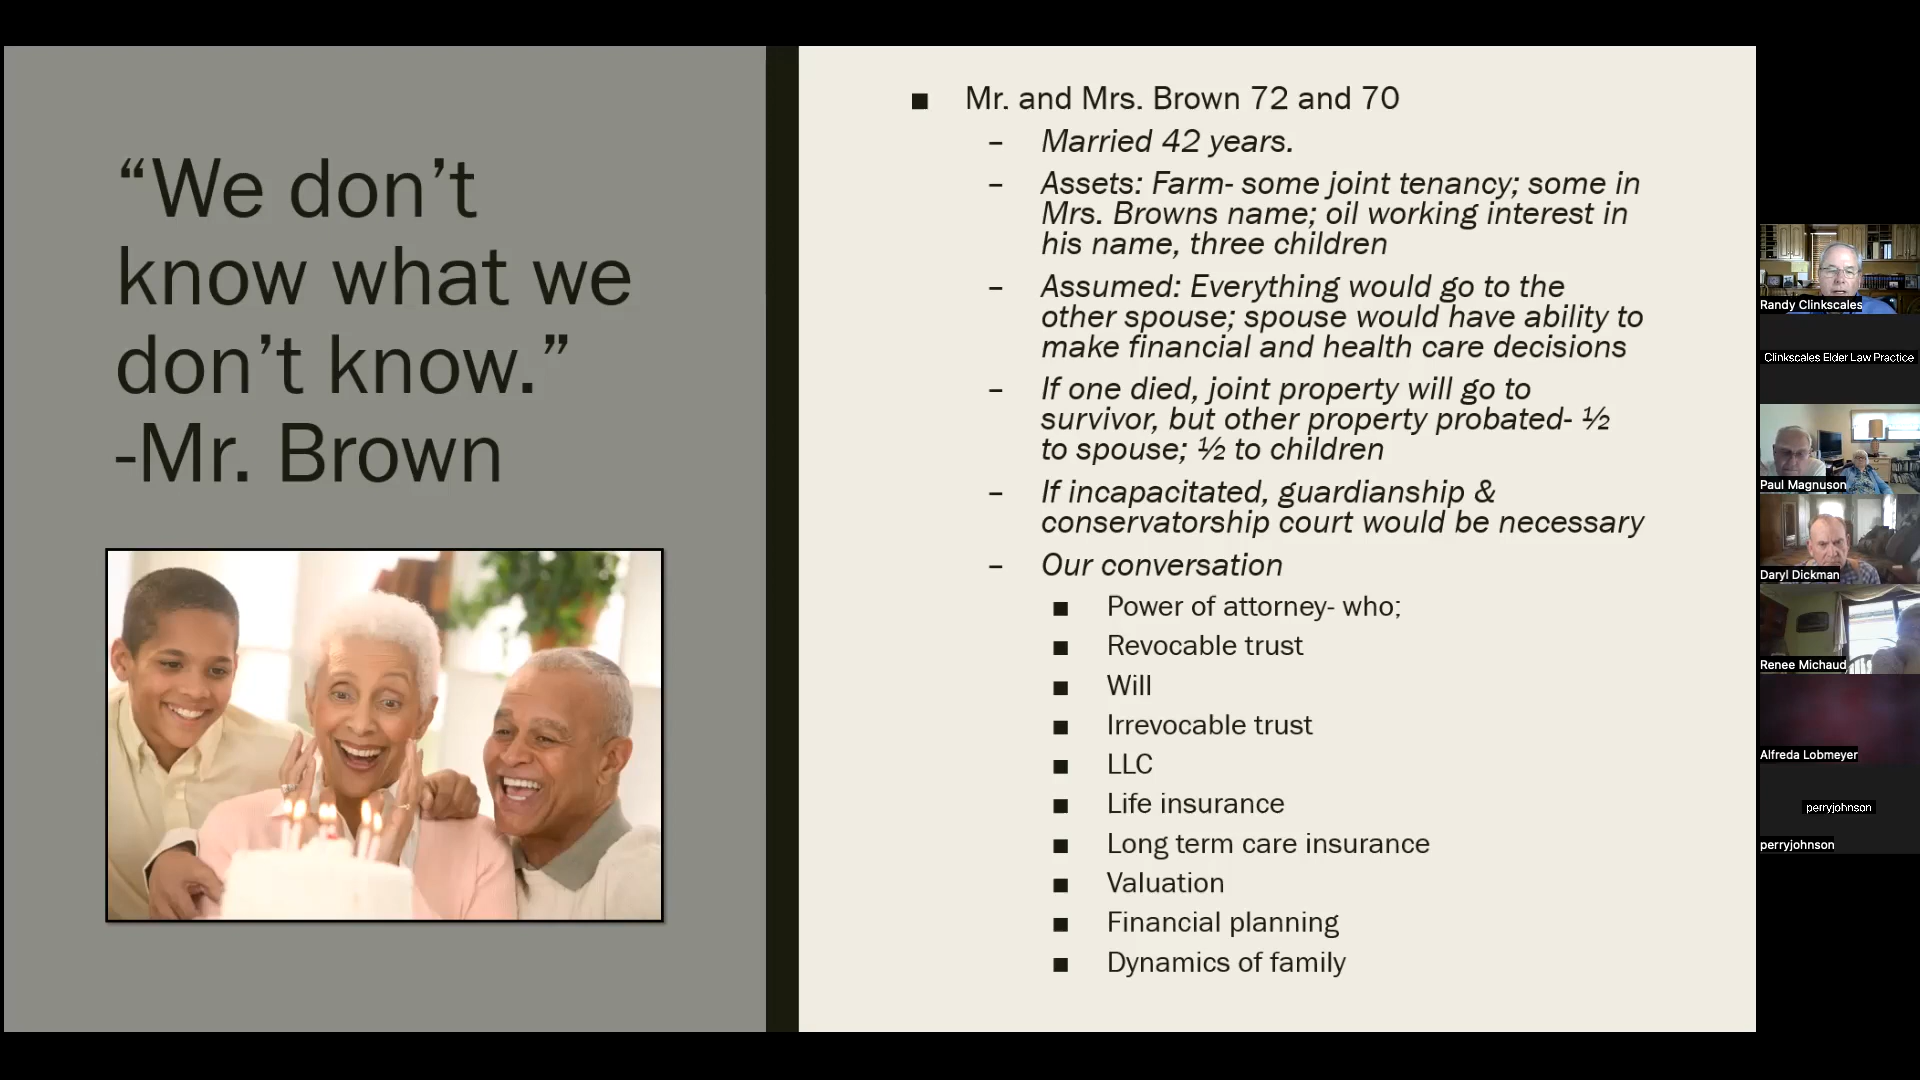 “We don’t
know what we
don’t know.”
-Mr. Brown
■ Mr. and Mrs. Brown 72 and 70
– Married 42 years.
– Assets: Farm- some joint tenancy; some in
Mrs. Browns name; oil working interest in
his name, three children
– Assumed: Everything would go to the
other spouse; spouse would have ability to
make financial and health care decisions
– If one died, joint property will go to
survivor, but other property probated- ½
to spouse; ½ to children
– If incapacitated, guardianship &
conservatorship court would be necessary
– Our conversation
■ Power of attorney- who;
■ Revocable trust
■ Will
■ Irrevocable trust
■ LLC
■ Life insurance
■ Long term care insurance
■ Valuation
■ Financial planning
■ Dynamics of family
Randy Clinkscales
Clinkscales Elder Law Practice
Paul Magnuson
Daryl Dickman
Renee Michaud
Alfreda Lobmeyer
perryjohnson
perryjohnson